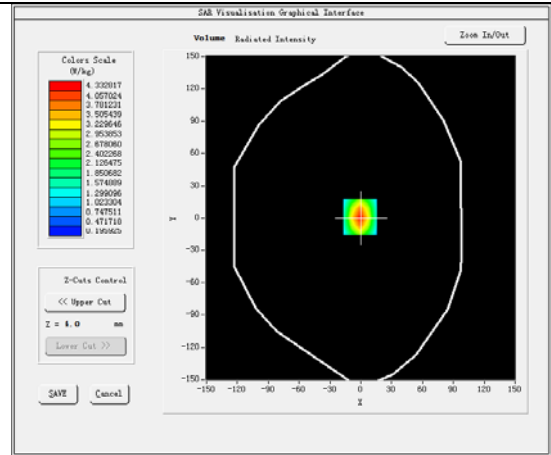 SAR Visualisation Graphical Interface
Volume Radiated Intensity
Zoom In/Out
Colors Scale
(W/kg)
4.332817
4.057024
3.781231
3.505439
3.229646
2.953853
2.678060
2.402268
2.126475
1.850682
1.574889
1.299096
1.023304
0.747511
0.471718
0.195925
Z-Cuts Control
<< Upper Cut
Z = 4.0 mm
Lower Cut >>
SAVE
Cancel
150
120
90
60
30
0
-30
-60
-90
-120
-150
Y
-150 -120 -90 -60 -30 0 30 60 90 120 150
X